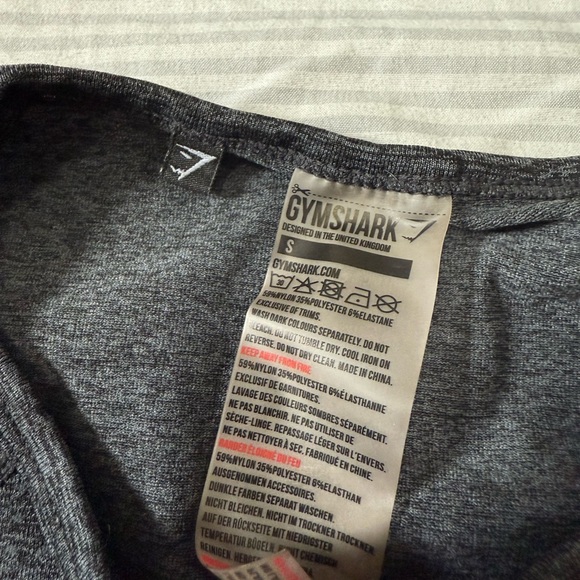 GYMSHARK
DESIGNED IN THE UNITED KINGDOM
S
GYMSHARK.COM
30
59%NYLON 35%POLYESTER 6%ELASTANE
EXCLUSIVE OF TRIMS.
WASH DARK COLOURS SEPARATELY. DO NOT
BLEACH. DO NOT TUMBLE DRY. COOL IRON ON
REVERSE. DO NOT DRY CLEAN. MADE IN CHINA.
KEEP AWAY FROM FIRE
59%NYLON 35%POLYESTER 6%ÉLASTHANNE
EXCLUSIF DE GARNITURES.
LAVAGE DES COULEURS SOMBRES SÉPARÉMENT.
NE PAS BLANCHIR. NE PAS UTILISER DE
SÈCHE-LINGE. REPASSAGE LÉGER SUR L'ENVERS.
NE PAS NETTOYER À SEC. FABRIQUÉ EN CHINE.
GARDER ÉLOIGNÉ DU FEU
59%NYLON 35%POLYESTER 6%ELASTHAN
AUSGENOMMEN ACCESSOIRES.
DUNKLE FARBEN SEPARAT WASCHEN.
NICHT BLEICHEN. NICHT IM TROCKNER TROCKNEN.
AUF DER RÜCKSEITE MIT NIEDRIGSTER
TEMPERATUR BÜGELN. CHEMISCH
REINIGEN.